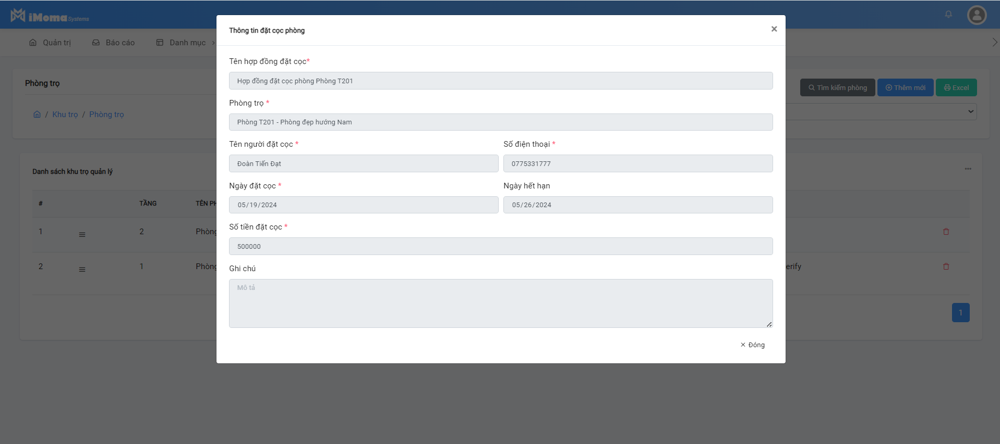 iMoma Systems
Quản trị
Báo cáo
Danh mục
Phòng trọ
/ Khu trọ / Phòng trọ
Tìm kiếm phòng
Thêm mới
Excel
Danh sách khu trọ quản lý
# TẦNG
1 2 Phòng
2 1 Phòng
1
Thông tin đặt cọc phòng
Tên hợp đồng đặt cọc*
Hợp đồng đặt cọc phòng Phòng T201
Phòng trọ *
Phòng T201 - Phòng đẹp hướng Nam
Tên người đặt cọc * Số điện thoại *
Đoàn Tiến Đạt 0775331777
Ngày đặt cọc * Ngày hết hạn
05/19/2024 05/26/2024
Số tiền đặt cọc *
500000
Ghi chú
Mô tả
Đóng